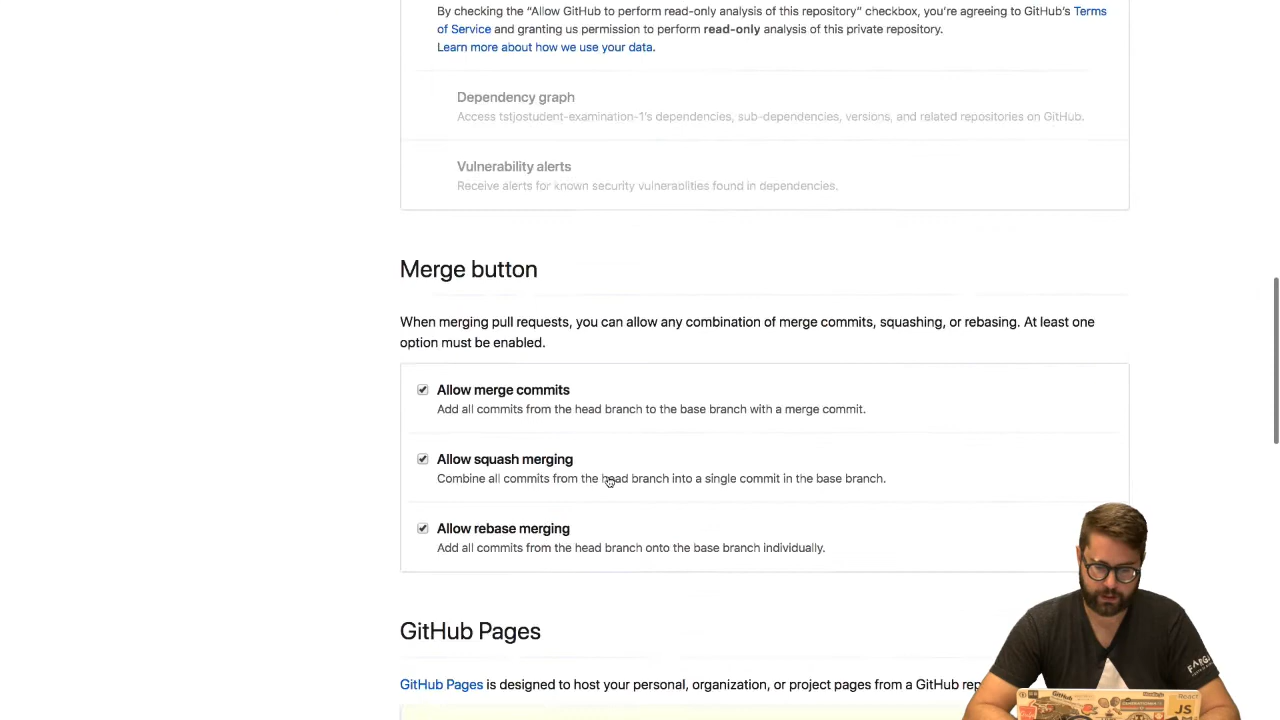 By checking the “Allow GitHub to perform read-only analysis of this repository” checkbox, you’re agreeing to GitHub’s Terms
of Service and granting us permission to perform read-only analysis of this private repository.
Learn more about how we use your data.
Dependency graph
Access tstjostudent-examination-1's dependencies, sub-dependencies, versions, and related repositories on GitHub.
Vulnerability alerts
Receive alerts for known security vulnerabilities found in dependencies.
Merge button
When merging pull requests, you can allow any combination of merge commits, squashing, or rebasing. At least one
option must be enabled.
Allow merge commits
Add all commits from the head branch to the base branch with a merge commit.
Allow squash merging
Combine all commits from the head branch into a single commit in the base branch.
Allow rebase merging
Add all commits from the head branch onto the base branch individually.
GitHub Pages
GitHub Pages is designed to host your personal, organization, or project pages from a GitHub rep
GitHub
React
JS